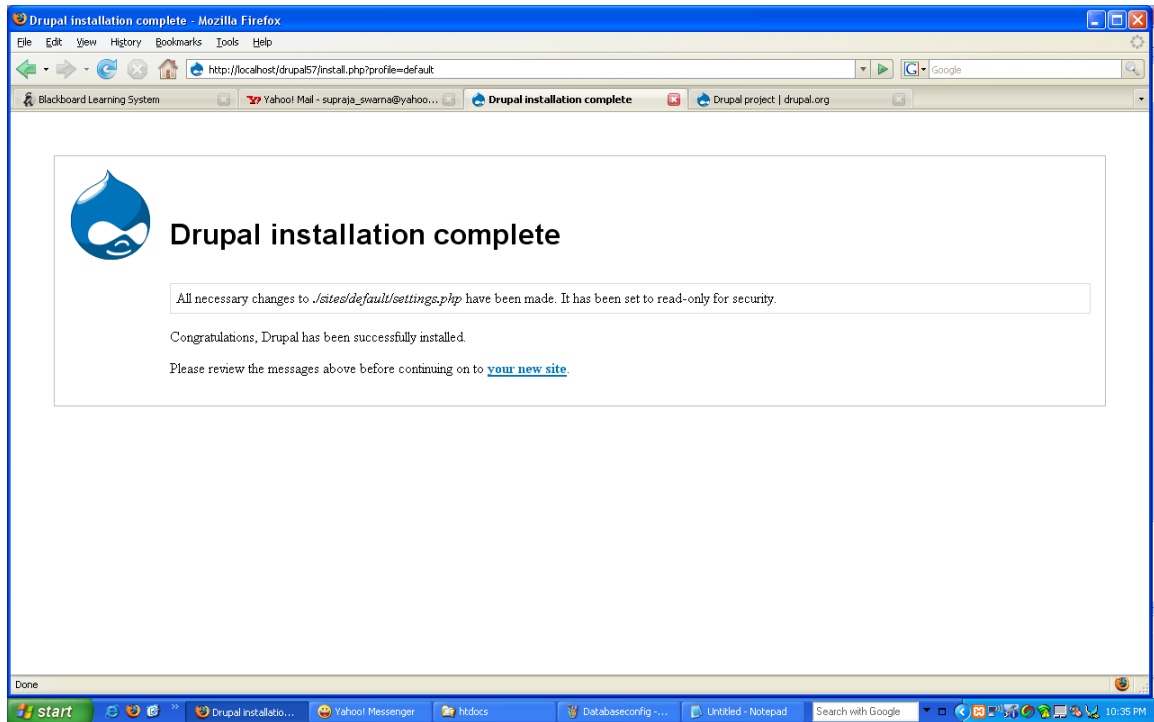 Drupal installation complete - Mozilla Firefox
File Edit View History Bookmarks Tools Help
http://localhost/drupal57/install.php?profile=default
Google
Blackboard Learning System
Yahoo! Mail - supraja_swarna@yahoo...
Drupal installation complete
Drupal project | drupal.org
Drupal installation complete
All necessary changes to ./sites/default/settings.php have been made. It has been set to read-only for security.
Congratulations, Drupal has been successfully installed.
Please review the messages above before continuing on to your new site.
Done
start
Drupal installatio...
Yahoo! Messenger
htdocs
Databaseconfig -...
Untitled - Notepad
Search with Google
10:35 PM